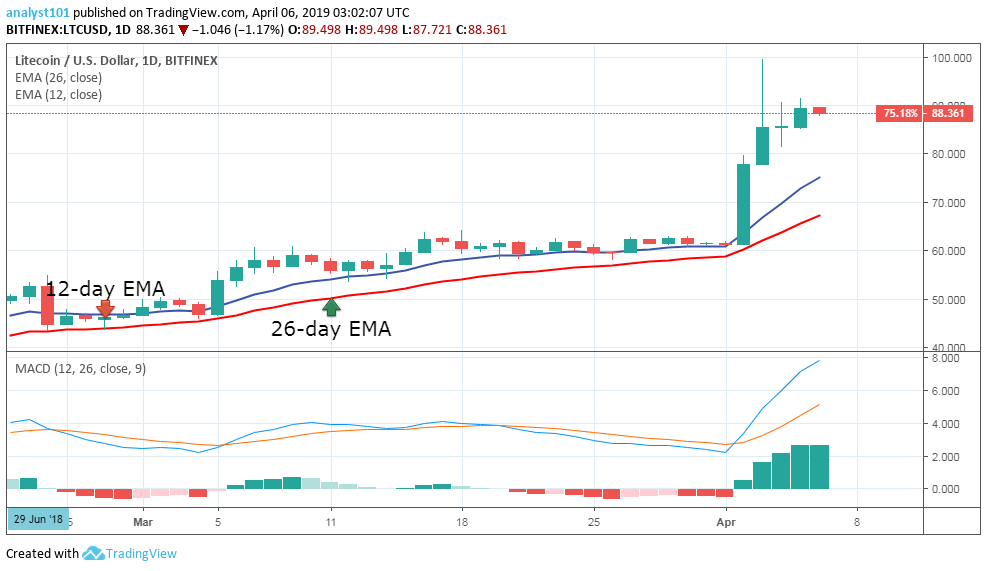 analyst101 published on TradingView.com, April 06, 2019 03:02:07 UTC
BITFINEX:LTCUSD, 1D 88.361 ▼ −1.046 (−1.17%) O:89.498 H:89.498 L:87.721 C:88.361
Litecoin / U.S. Dollar, 1D, BITFINEX
EMA (26, close)
EMA (12, close)
100.000
75.18% 88.361
80.000
70.000
60.000
12-day EMA
50.000
26-day EMA
40.000
MACD (12, 26, close, 9)
8.000
6.000
4.000
2.000
0.000
29 Jun '18 Mar 5 11 18 25 Apr 8
Created with TradingView